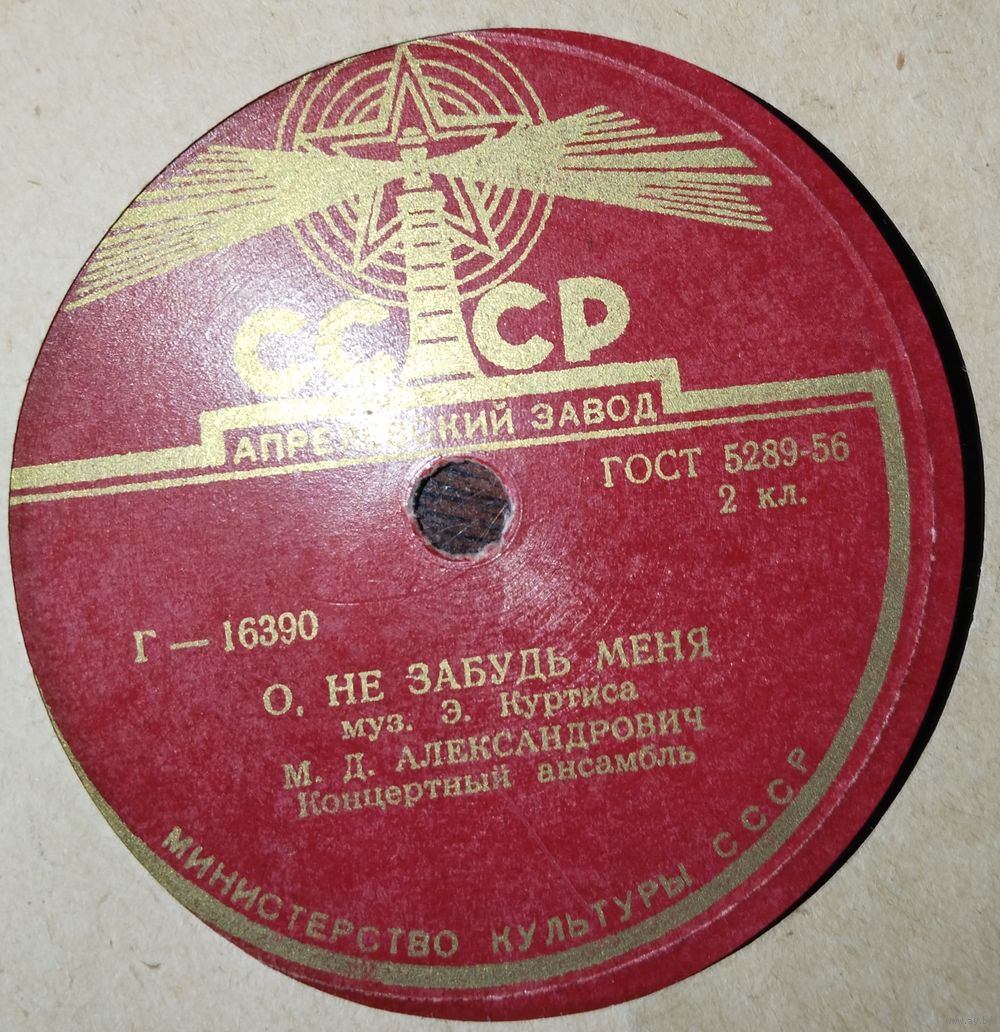 СССР
АПРЕЛЕВСКИЙ ЗАВОД
ГОСТ 5289-56
2 кл.
Г — 16390
О, НЕ ЗАБУДЬ МЕНЯ
муз. Э. Куртиса
М. Д. АЛЕКСАНДРОВИЧ
Концертный ансамбль
МИНИСТЕРСТВО КУЛЬТУРЫ СССР